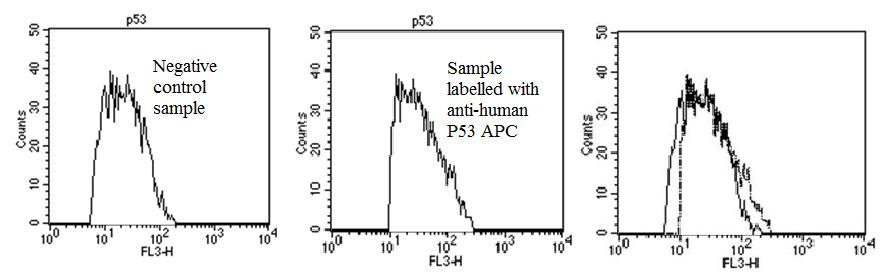 p53
Counts
50
40
30
20
10
0
Negative
control
sample
10^0 10^1 10^2 10^3 10^4
FL3-H
p53
Counts
50
40
30
20
10
0
Sample
labelled with
anti-human
P53 APC
10^0 10^1 10^2 10^3 10^4
FL3-H
Counts
50
40
30
20
10
0
10^0 10^1 10^2 10^3 10^4
FL3-HI